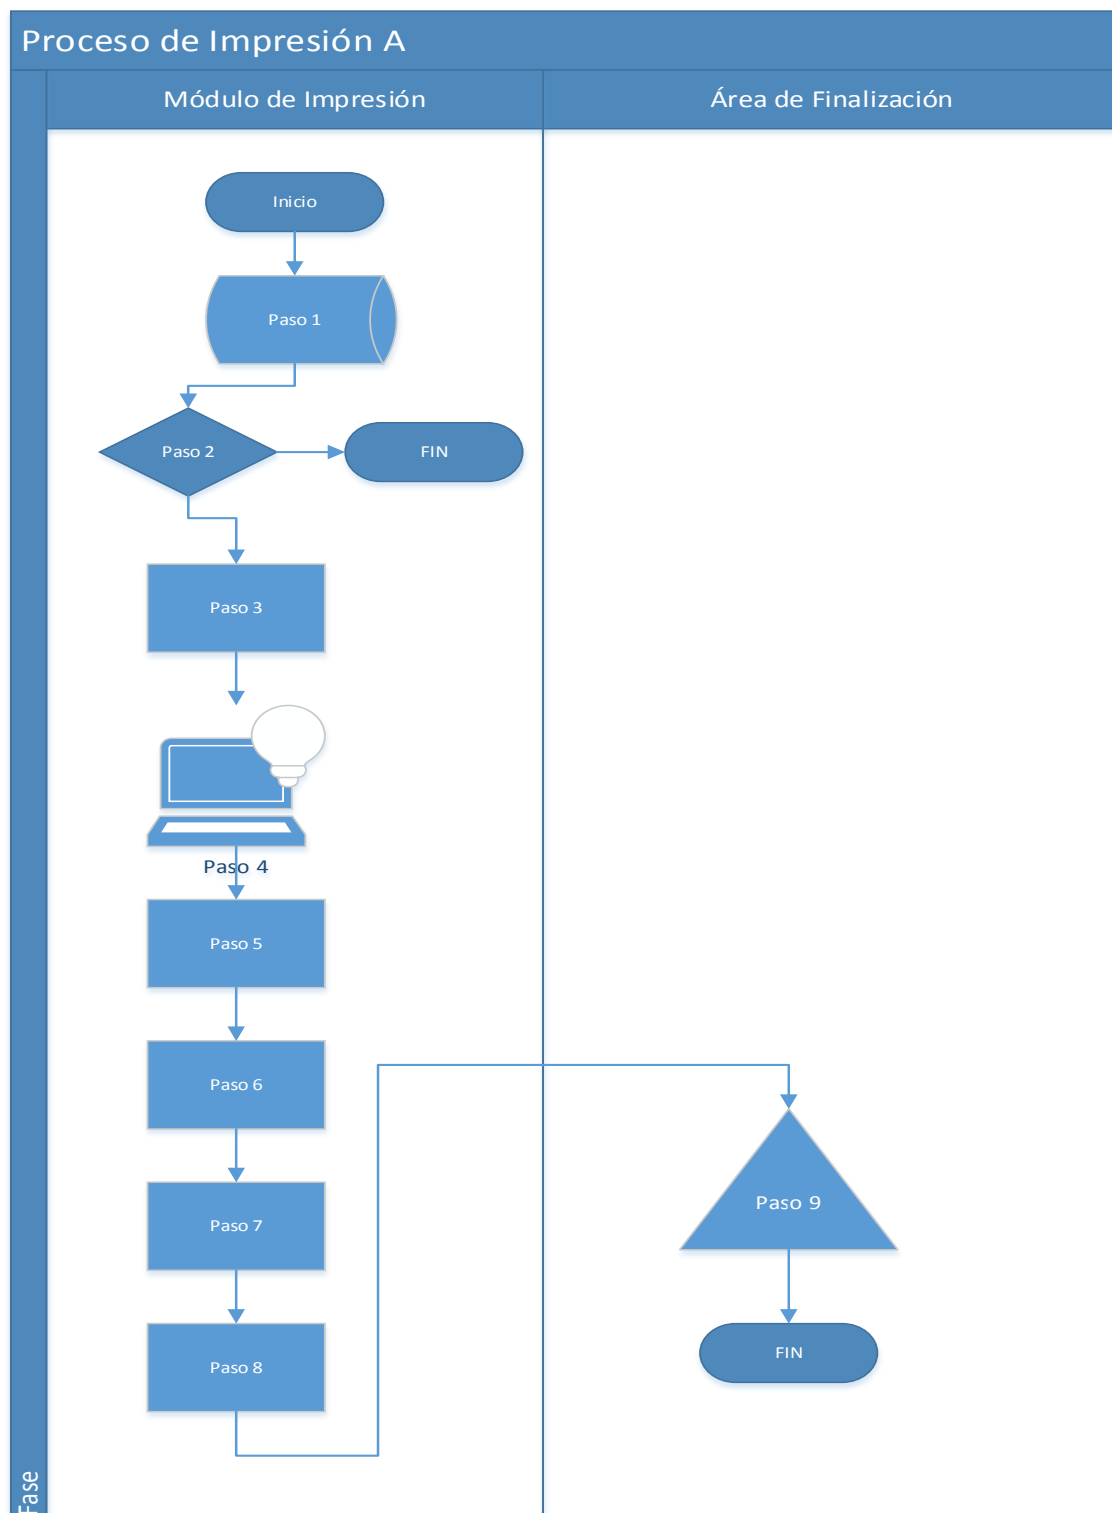 Proceso de Impresión A
Módulo de Impresión
Área de Finalización
Inicio
Paso 1
Paso 2
FIN
Paso 3
Paso 4
Paso 5
Paso 6
Paso 7
Paso 9
Paso 8
FIN
Fase